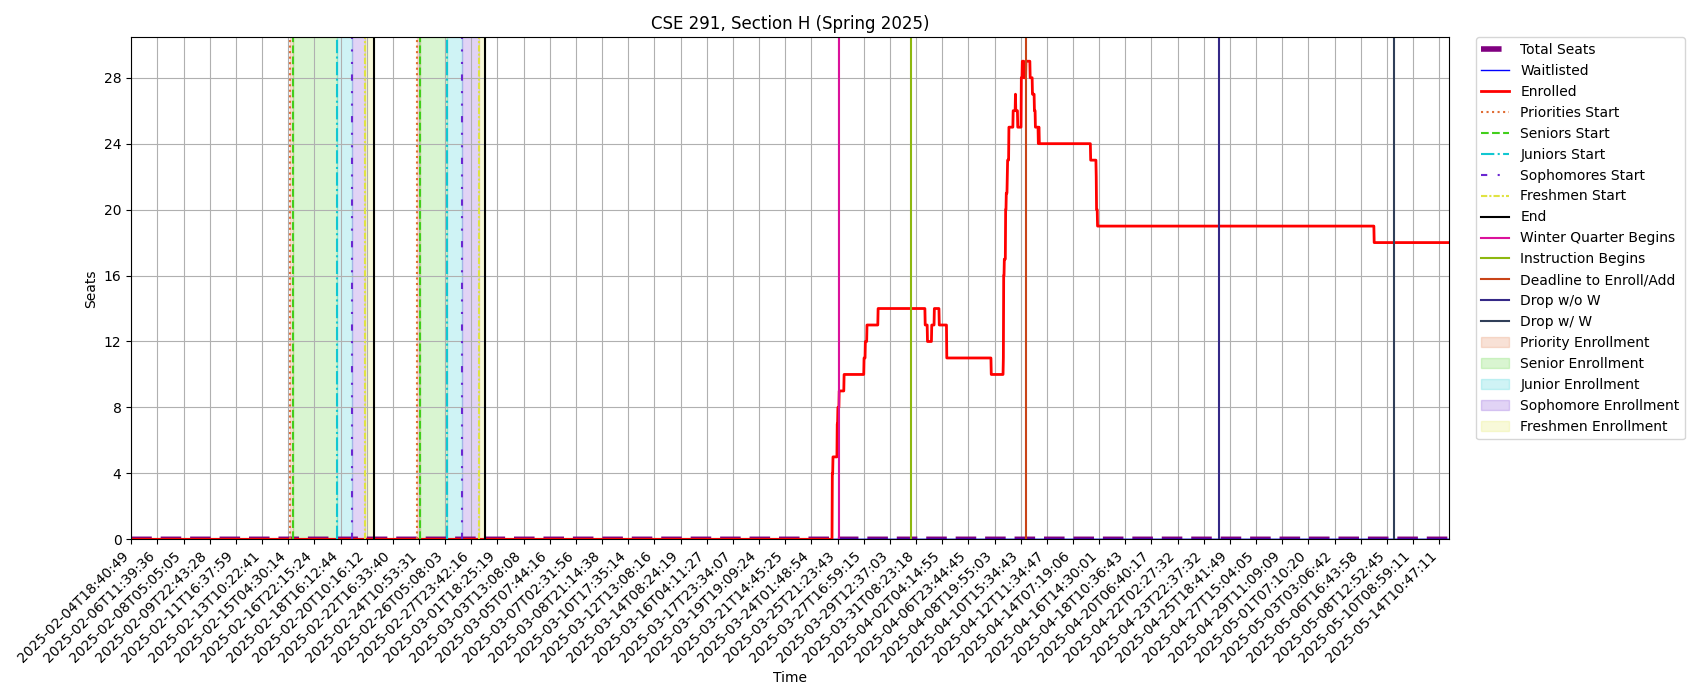 CSE 291, Section H (Spring 2025)
Seats
28
24
20
16
12
8
4
0
2025-02-04T18:40:49
2025-02-06T11:39:36
2025-02-08T05:05:05
2025-02-09T22:43:28
2025-02-11T16:37:59
2025-02-13T10:22:41
2025-02-15T04:30:14
2025-02-16T22:15:24
2025-02-18T16:12:44
2025-02-20T10:16:12
2025-02-22T16:33:40
2025-02-24T10:53:31
2025-02-26T05:08:03
2025-02-27T23:42:16
2025-03-01T18:25:19
2025-03-03T13:08:08
2025-03-05T07:44:16
2025-03-07T02:31:56
2025-03-08T21:14:38
2025-03-10T17:35:14
2025-03-12T13:08:16
2025-03-14T08:24:19
2025-03-16T04:11:27
2025-03-17T23:34:07
2025-03-19T19:09:24
2025-03-21T14:45:25
2025-03-24T01:48:54
2025-03-25T21:23:43
2025-03-27T16:59:15
2025-03-29T12:37:03
2025-03-31T08:23:18
2025-04-02T04:14:55
2025-04-06T23:44:45
2025-04-08T19:55:03
2025-04-10T15:34:43
2025-04-12T11:34:47
2025-04-14T07:19:06
2025-04-16T14:30:01
2025-04-18T10:36:43
2025-04-20T06:40:17
2025-04-22T02:27:32
2025-04-23T22:37:32
2025-04-25T18:41:49
2025-04-27T15:04:05
2025-04-29T11:09:09
2025-05-01T07:10:20
2025-05-03T03:06:42
2025-05-06T16:43:58
2025-05-08T12:52:45
2025-05-10T08:59:11
2025-05-14T10:47:11
Time
Total Seats
Waitlisted
Enrolled
Priorities Start
Seniors Start
Juniors Start
Sophomores Start
Freshmen Start
End
Winter Quarter Begins
Instruction Begins
Deadline to Enroll/Add
Drop w/o W
Drop w/ W
Priority Enrollment
Senior Enrollment
Junior Enrollment
Sophomore Enrollment
Freshmen Enrollment